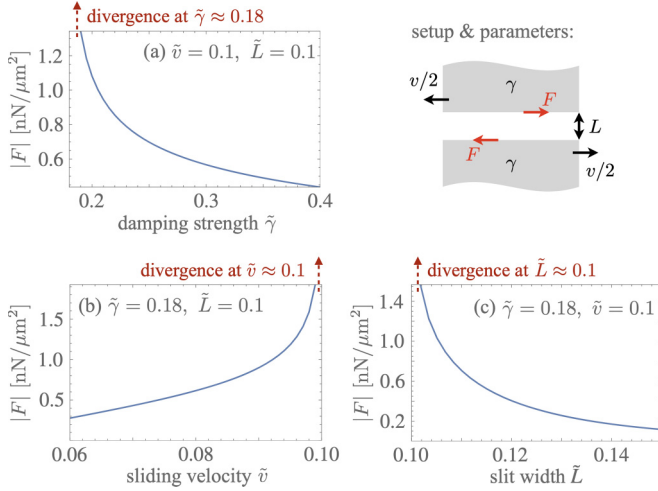 divergence at γ̃ ≈ 0.18
(a) ṽ = 0.1, L̃ = 0.1
|F| [nN/μm²]
1.2
1.0
0.8
0.6
0.2
0.3
0.4
damping strength γ̃
setup & parameters:
v/2
γ
F
L
F
γ
v/2
divergence at ṽ ≈ 0.1
(b) γ̃ = 0.18, L̃ = 0.1
|F| [nN/μm²]
1.5
1.0
0.5
0.06
0.08
0.10
sliding velocity ṽ
divergence at L̃ ≈ 0.1
(c) γ̃ = 0.18, ṽ = 0.1
|F| [nN/μm²]
1.4
1.0
0.6
0.2
0.10
0.12
0.14
slit width L̃